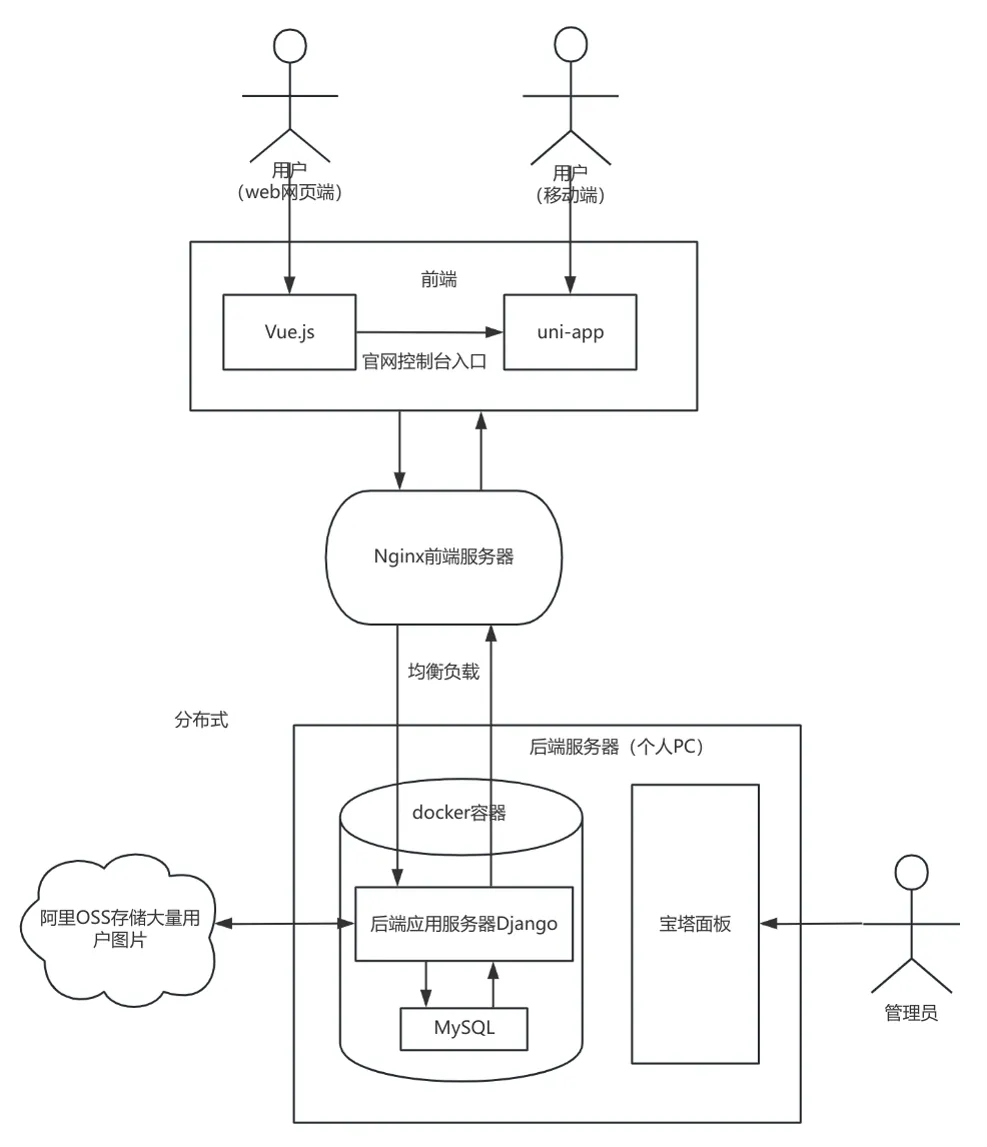 用户
（web网页端）
用户
（移动端）
前端
Vue.js
uni-app
官网控制台入口
Nginx前端服务器
均衡负载
分布式
后端服务器（个人PC）
docker容器
阿里OSS存储大量用
户图片
后端应用服务器Django
宝塔面板
MySQL
管理员